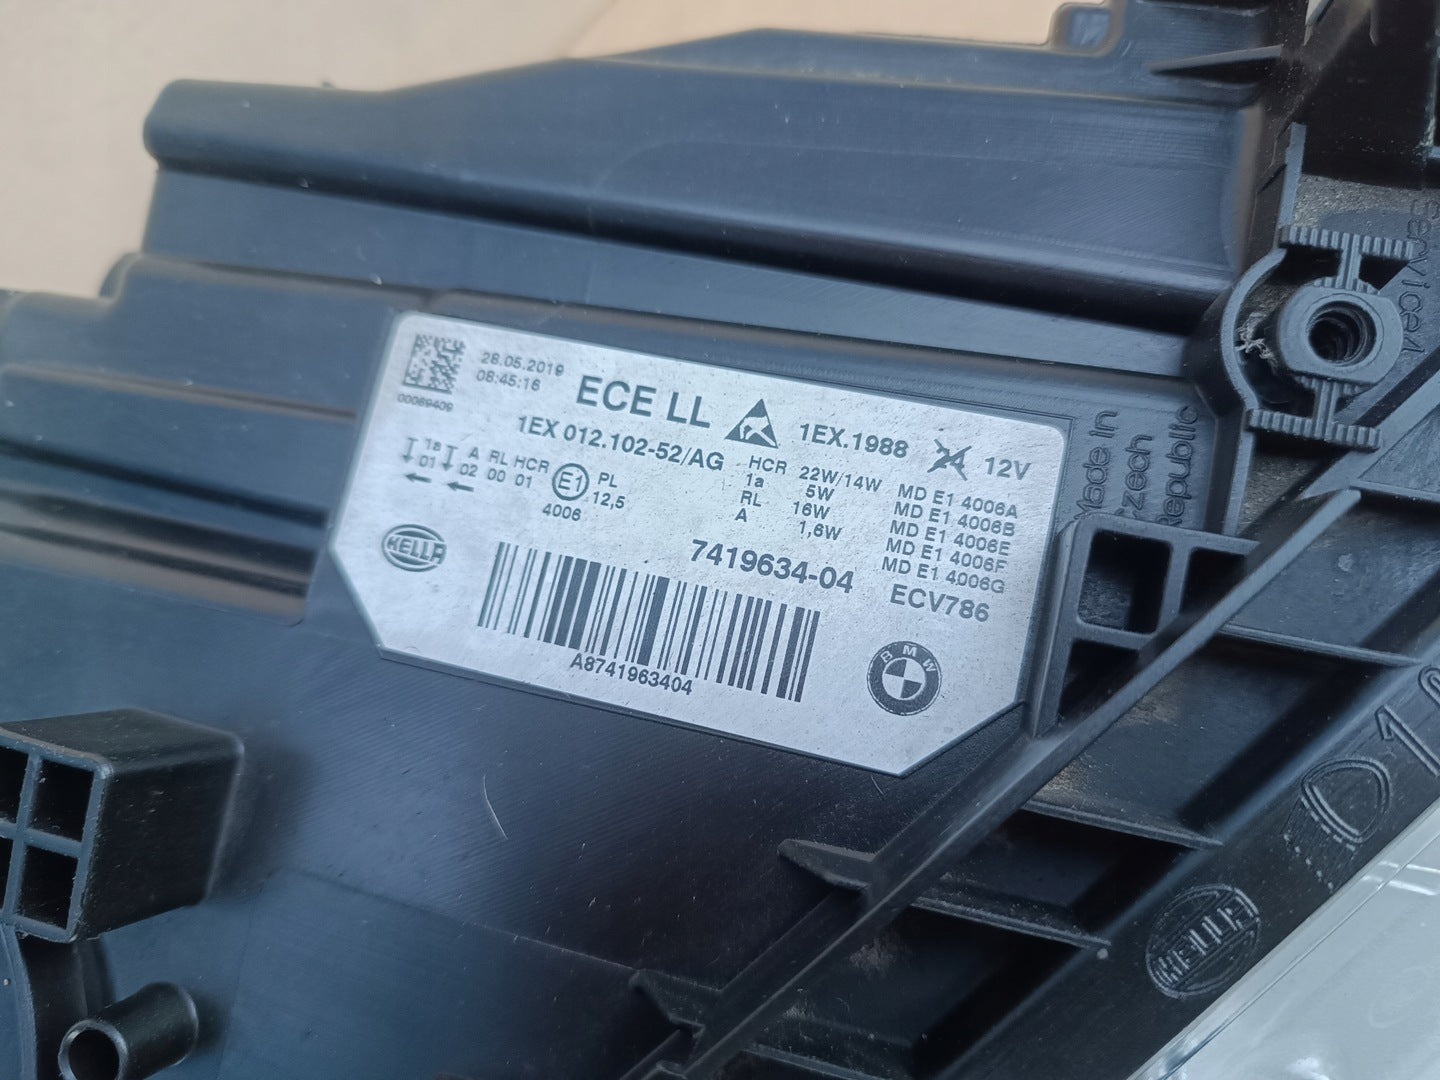 28.05.2019
08:45:16
00069409
ECE LL
1EX 012.102-52/AG
1EX.1988 24 12V
1a A RL HCR
01 02 00 01
E1
4006
PL
12,5
HCR 22W/14W
1a 5W
RL 16W
A 1,6W
MD E1 4006A
MD E1 4006B
MD E1 4006E
MD E1 4006F
MD E1 4006G
HELLA
7419634-04
ECV786
A8741963404
BMW
Made in
Czech
Republic
HELLA